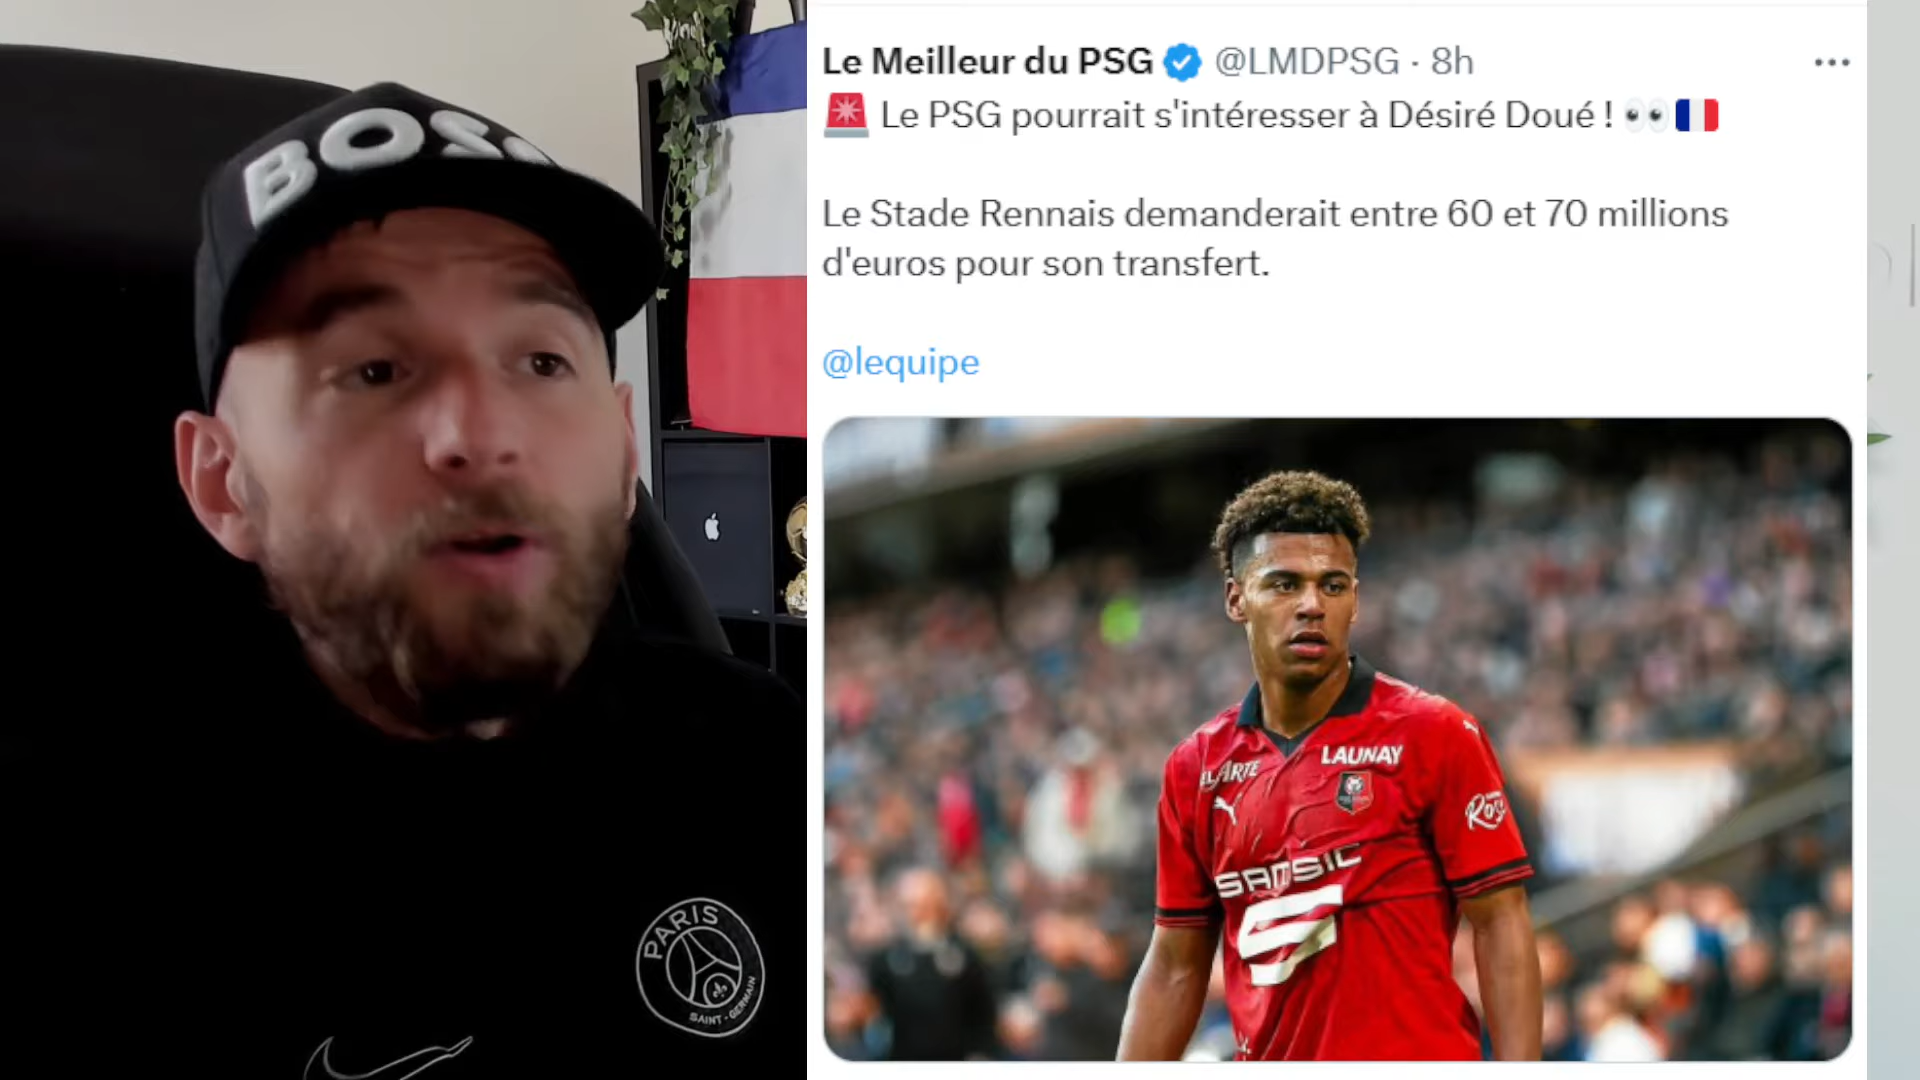 BOSS
PARIS
SAINT-GERMAIN
Le Meilleur du PSG @LMDPSG · 8h
🚨 Le PSG pourrait s'intéresser à Désiré Doué ! 👀🇫🇷
Le Stade Rennais demanderait entre 60 et 70 millions
d'euros pour son transfert.
@lequipe
LAUNAY
SAMSIC